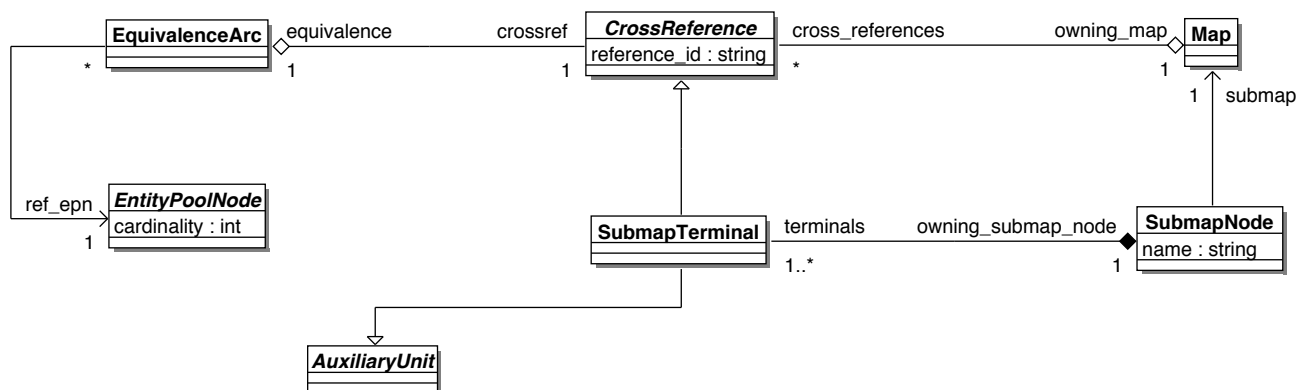 EquivalenceArc equivalence crossref CrossReference cross_references owning_map Map
reference_id : string
* 1 1 * 1
1 submap
EntityPoolNode
ref_epn cardinality : int
1
SubmapTerminal terminals owning_submap_node SubmapNode
name : string
1..* 1
AuxiliaryUnit